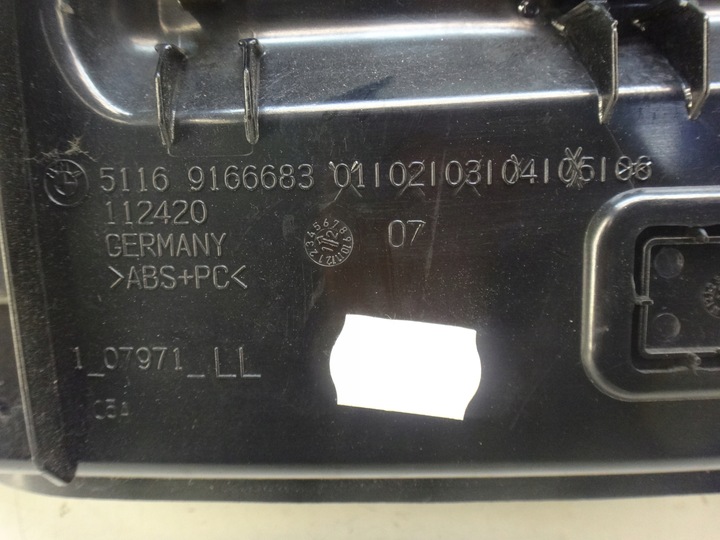 5116 9166683 01|02|03|04|05|06
112420
GERMANY
>ABS+PC<
07
1_07971_LL